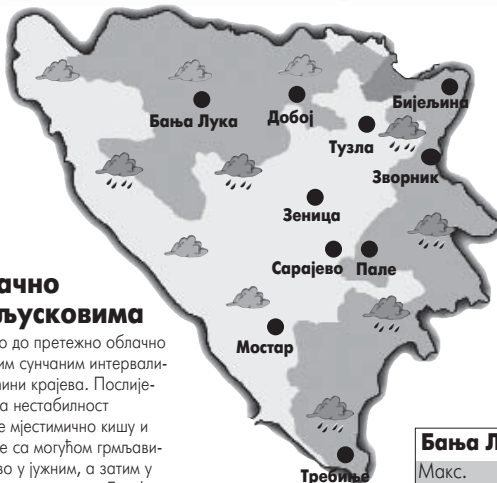 Бања Лука
Добој
Бијељина
Тузла
Зворник
Зеница
Сарајево Пале
Мостар
Требиње
ачно
љусковима
о до претежно облачно
им сунчаним интервали-
ини крајева. Послије-
а нестабилност
е мјестимично кишу и
е са могућом грмљави-
во у јужним, а затим у
Бања Л
Макс.